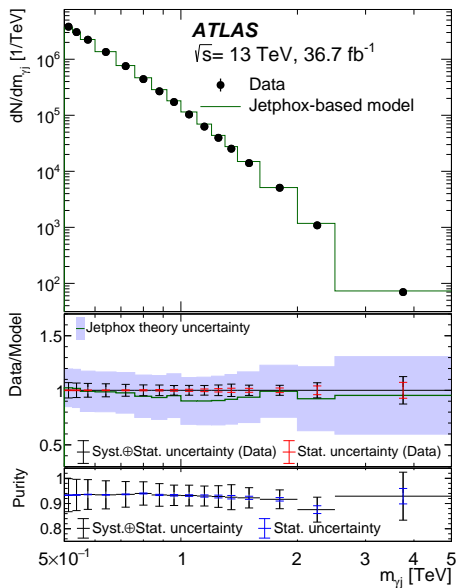 ATLAS
√s= 13 TeV, 36.7 fb⁻¹
Data
Jetphox-based model
dN/dm_γj [1/TeV]
10⁶
10⁵
10⁴
10³
10²
Jetphox theory uncertainty
Data/Model
1.5
1
0.5
Syst.⊕Stat. uncertainty (Data) Stat. uncertainty (Data)
Purity
1
0.9
0.8
Syst.⊕Stat. uncertainty Stat. uncertainty
5×10⁻¹ 1 2 3 4 5
m_γj [TeV]